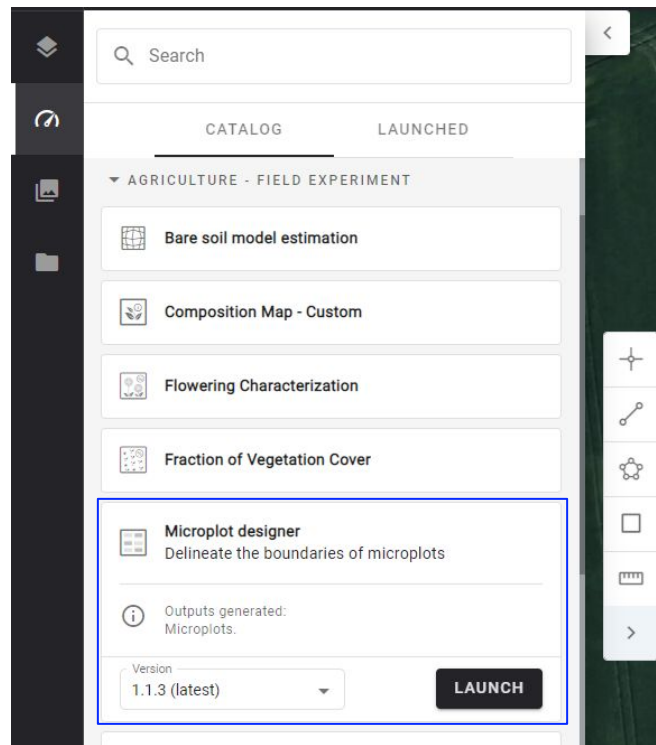 Search
CATALOG LAUNCHED
AGRICULTURE - FIELD EXPERIMENT
Bare soil model estimation
Composition Map - Custom
Flowering Characterization
Fraction of Vegetation Cover
Microplot designer
Delineate the boundaries of microplots
Outputs generated:
Microplots.
Version
1.1.3 (latest)
LAUNCH